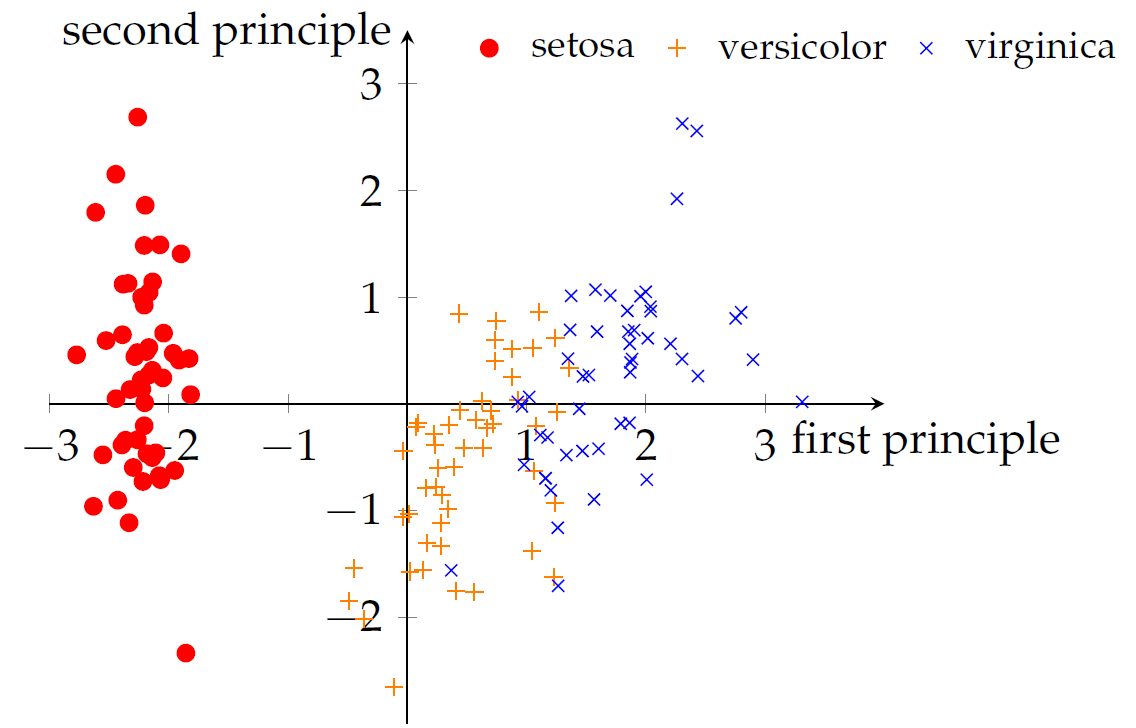 second principle
setosa versicolor virginica
3
2
1
−3 −2 −1 1 2 3 first principle
−1
−2